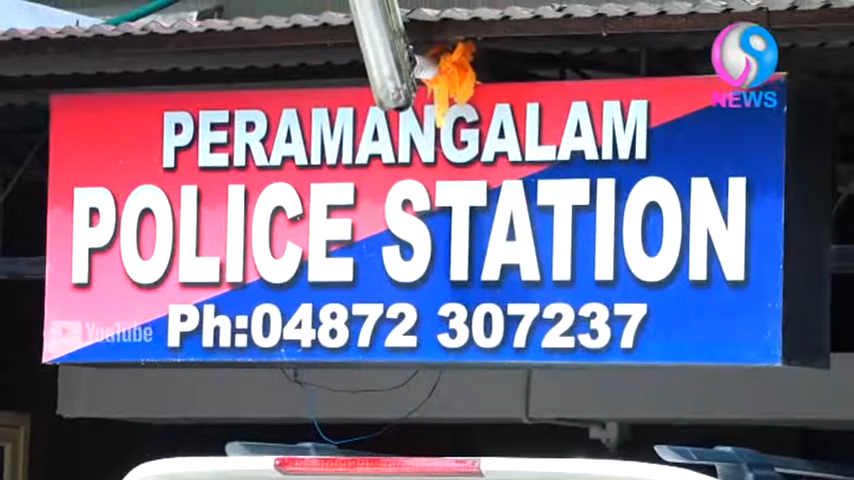 NEWS
PERAMANGALAM
POLICE STATION
Ph:04872 307237
YouTube